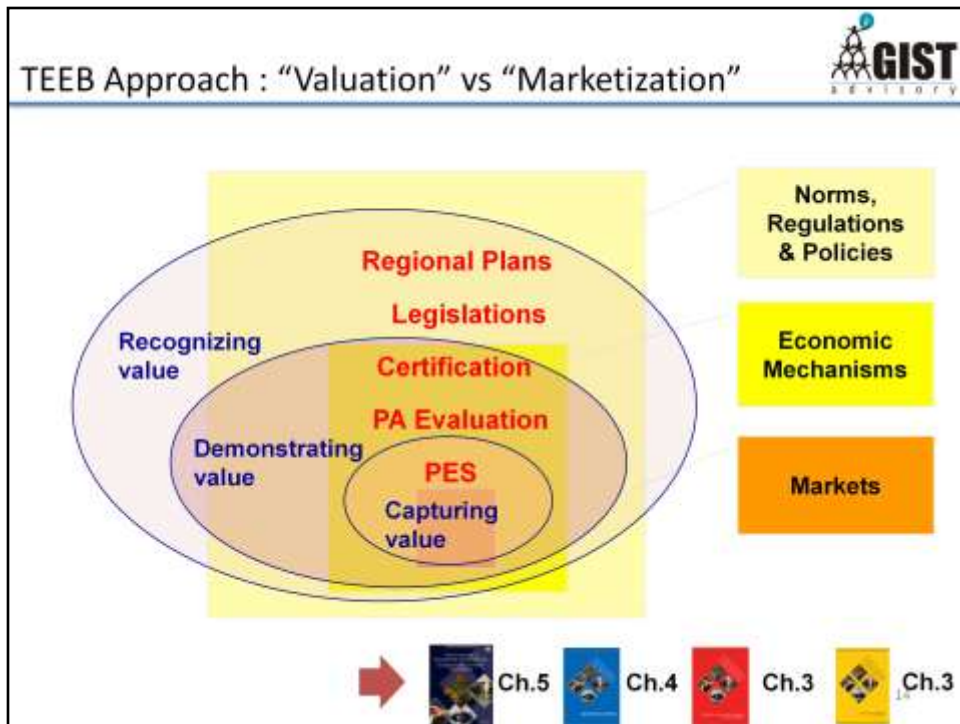 TEEB Approach : “Valuation” vs “Marketization”
GIST
advisory
Norms,
Regulations
& Policies
Regional Plans
Legislations
Recognizing
value
Certification
Economic
Mechanisms
PA Evaluation
Demonstrating
value
PES
Capturing
value
Markets
Ch.5
Ch.4
Ch.3
Ch.3
14